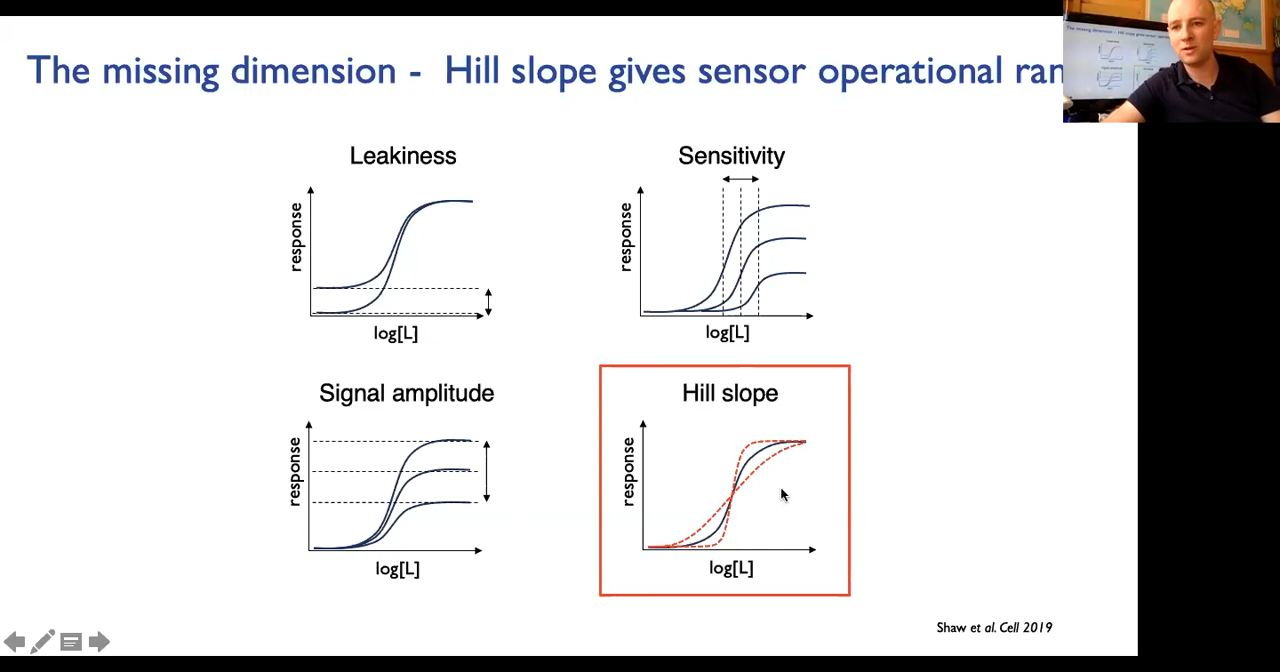 The missing dimension - Hill slope gives sensor operational ran
Leakiness
response
log[L]
Sensitivity
response
log[L]
Signal amplitude
response
log[L]
Hill slope
response
log[L]
Shaw et al. Cell 2019